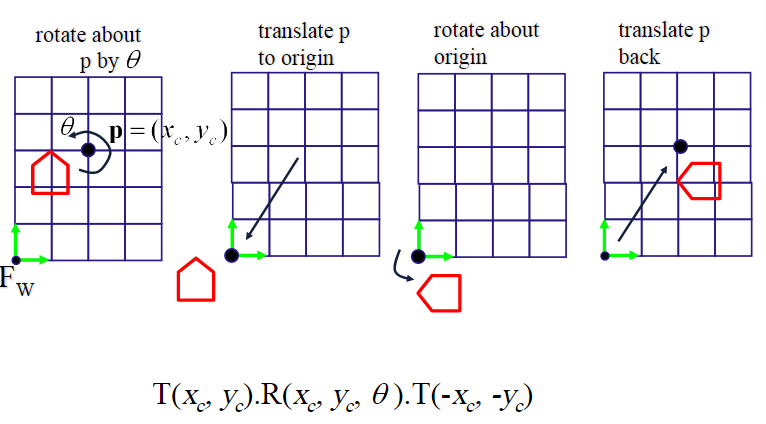 rotate about
p by θ
translate p
to origin
rotate about
origin
translate p
back
θ
p = (x_c, y_c)
F_W
T(x_c, y_c).R(x_c, y_c, θ).T(-x_c, -y_c)